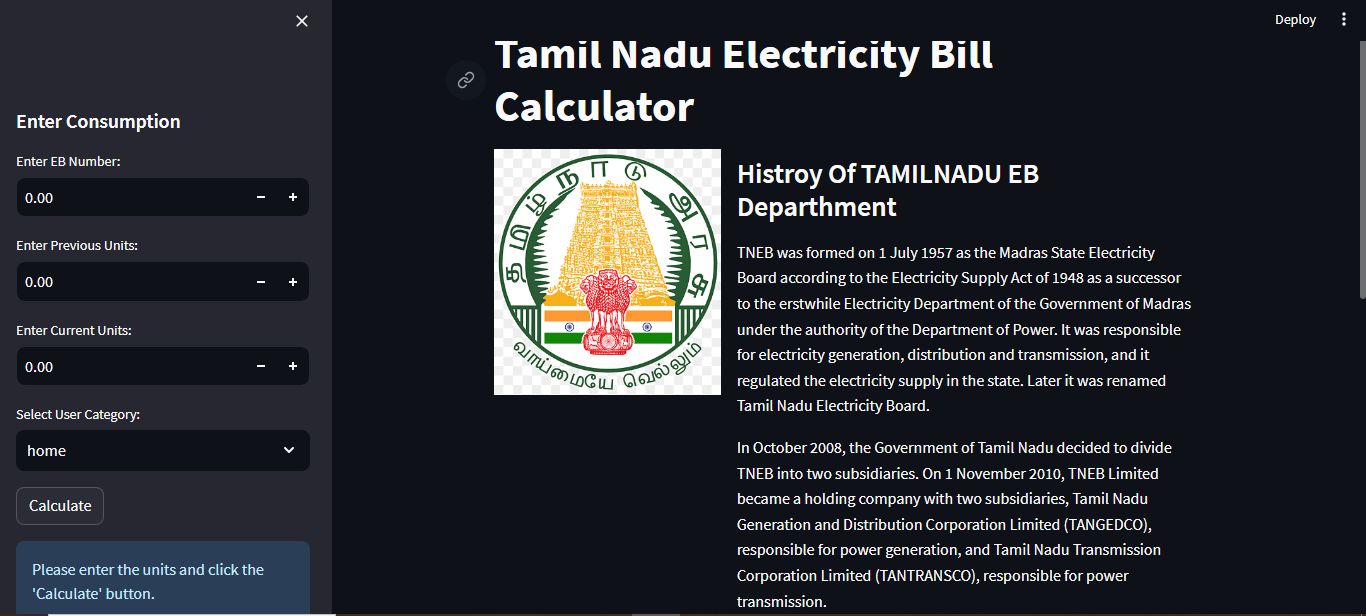 Deploy
Enter Consumption
Enter EB Number:
0.00
Enter Previous Units:
0.00
Enter Current Units:
0.00
Select User Category:
home
Calculate
Please enter the units and click the
'Calculate' button.
Tamil Nadu Electricity Bill
Calculator
தமிழ்நாடு அரசு
வாய்மையே வெல்லும்
Histroy Of TAMILNADU EB
Departhment
TNEB was formed on 1 July 1957 as the Madras State Electricity
Board according to the Electricity Supply Act of 1948 as a successor
to the erstwhile Electricity Department of the Government of Madras
under the authority of the Department of Power. It was responsible
for electricity generation, distribution and transmission, and it
regulated the electricity supply in the state. Later it was renamed
Tamil Nadu Electricity Board.
In October 2008, the Government of Tamil Nadu decided to divide
TNEB into two subsidiaries. On 1 November 2010, TNEB Limited
became a holding company with two subsidiaries, Tamil Nadu
Generation and Distribution Corporation Limited (TANGEDCO),
responsible for power generation, and Tamil Nadu Transmission
Corporation Limited (TANTRANSCO), responsible for power
transmission.